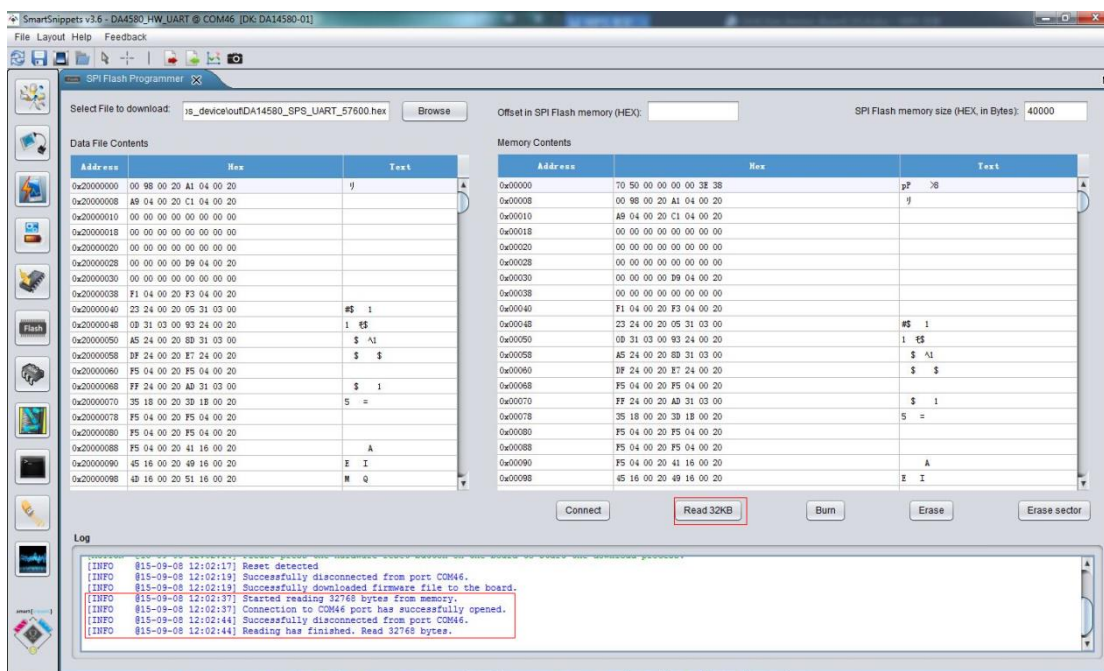 SmartSnippets v3.6 - DA4580_HW_UART @ COM46 [DK: DA14580-01]
File Layout Help Feedback
SPI Flash Programmer
Select File to download: ɔs_device\out\DA14580_SPS_UART_57600.hex Browse
Offset in SPI Flash memory (HEX):
SPI Flash memory size (HEX, in Bytes): 40000
Data File Contents
Address Hex Text
0x20000000 00 98 00 20 A1 04 00 20 リ
0x20000008 A9 04 00 20 C1 04 00 20
0x20000010 00 00 00 00 00 00 00 00
0x20000018 00 00 00 00 00 00 00 00
0x20000020 00 00 00 00 00 00 00 00
0x20000028 00 00 00 00 D9 04 00 20
0x20000030 00 00 00 00 00 00 00 00
0x20000038 F1 04 00 20 F3 04 00 20
0x20000040 23 24 00 20 05 31 03 00 #$ 1
0x20000048 0D 31 03 00 93 24 00 20 1 $
0x20000050 A5 24 00 20 8D 31 03 00 $ 1
0x20000058 DF 24 00 20 E7 24 00 20 $ $
0x20000060 F5 04 00 20 F5 04 00 20
0x20000068 FF 24 00 20 AD 31 03 00 $ 1
0x20000070 35 18 00 20 3D 1B 00 20 5 =
0x20000078 F5 04 00 20 F5 04 00 20
0x20000080 F5 04 00 20 F5 04 00 20
0x20000088 F5 04 00 20 41 16 00 20 A
0x20000090 45 16 00 20 49 16 00 20 E I
0x20000098 4D 16 00 20 51 16 00 20 M Q
Memory Contents
Address Hex Text
0x00000 70 50 00 00 00 00 3E 38 pP >8
0x00008 00 98 00 20 A1 04 00 20 リ
0x00010 A9 04 00 20 C1 04 00 20
0x00018 00 00 00 00 00 00 00 00
0x00020 00 00 00 00 00 00 00 00
0x00028 00 00 00 00 00 00 00 00
0x00030 00 00 00 00 D9 04 00 20
0x00038 00 00 00 00 00 00 00 00
0x00040 F1 04 00 20 F3 04 00 20
0x00048 23 24 00 20 05 31 03 00 #$ 1
0x00050 0D 31 03 00 93 24 00 20 1 $
0x00058 A5 24 00 20 8D 31 03 00 $ 1
0x00060 DF 24 00 20 E7 24 00 20 $ $
0x00068 F5 04 00 20 F5 04 00 20
0x00070 FF 24 00 20 AD 31 03 00 $ 1
0x00078 35 18 00 20 3D 1B 00 20 5 =
0x00080 F5 04 00 20 F5 04 00 20
0x00088 F5 04 00 20 F5 04 00 20
0x00090 F5 04 00 20 41 16 00 20 A
0x00098 45 16 00 20 49 16 00 20 E I
Connect Read 32KB Burn Erase Erase sector
Flash
Log
[INFO @15-09-08 12:02:17] Reset detected
[INFO @15-09-08 12:02:19] Successfully disconnected from port COM46.
[INFO @15-09-08 12:02:19] Successfully downloaded firmware file to the board.
[INFO @15-09-08 12:02:37] Started reading 32768 bytes from memory.
[INFO @15-09-08 12:02:37] Connection to COM46 port has successfully opened.
[INFO @15-09-08 12:02:44] Successfully disconnected from port COM46.
[INFO @15-09-08 12:02:44] Reading has finished. Read 32768 bytes.